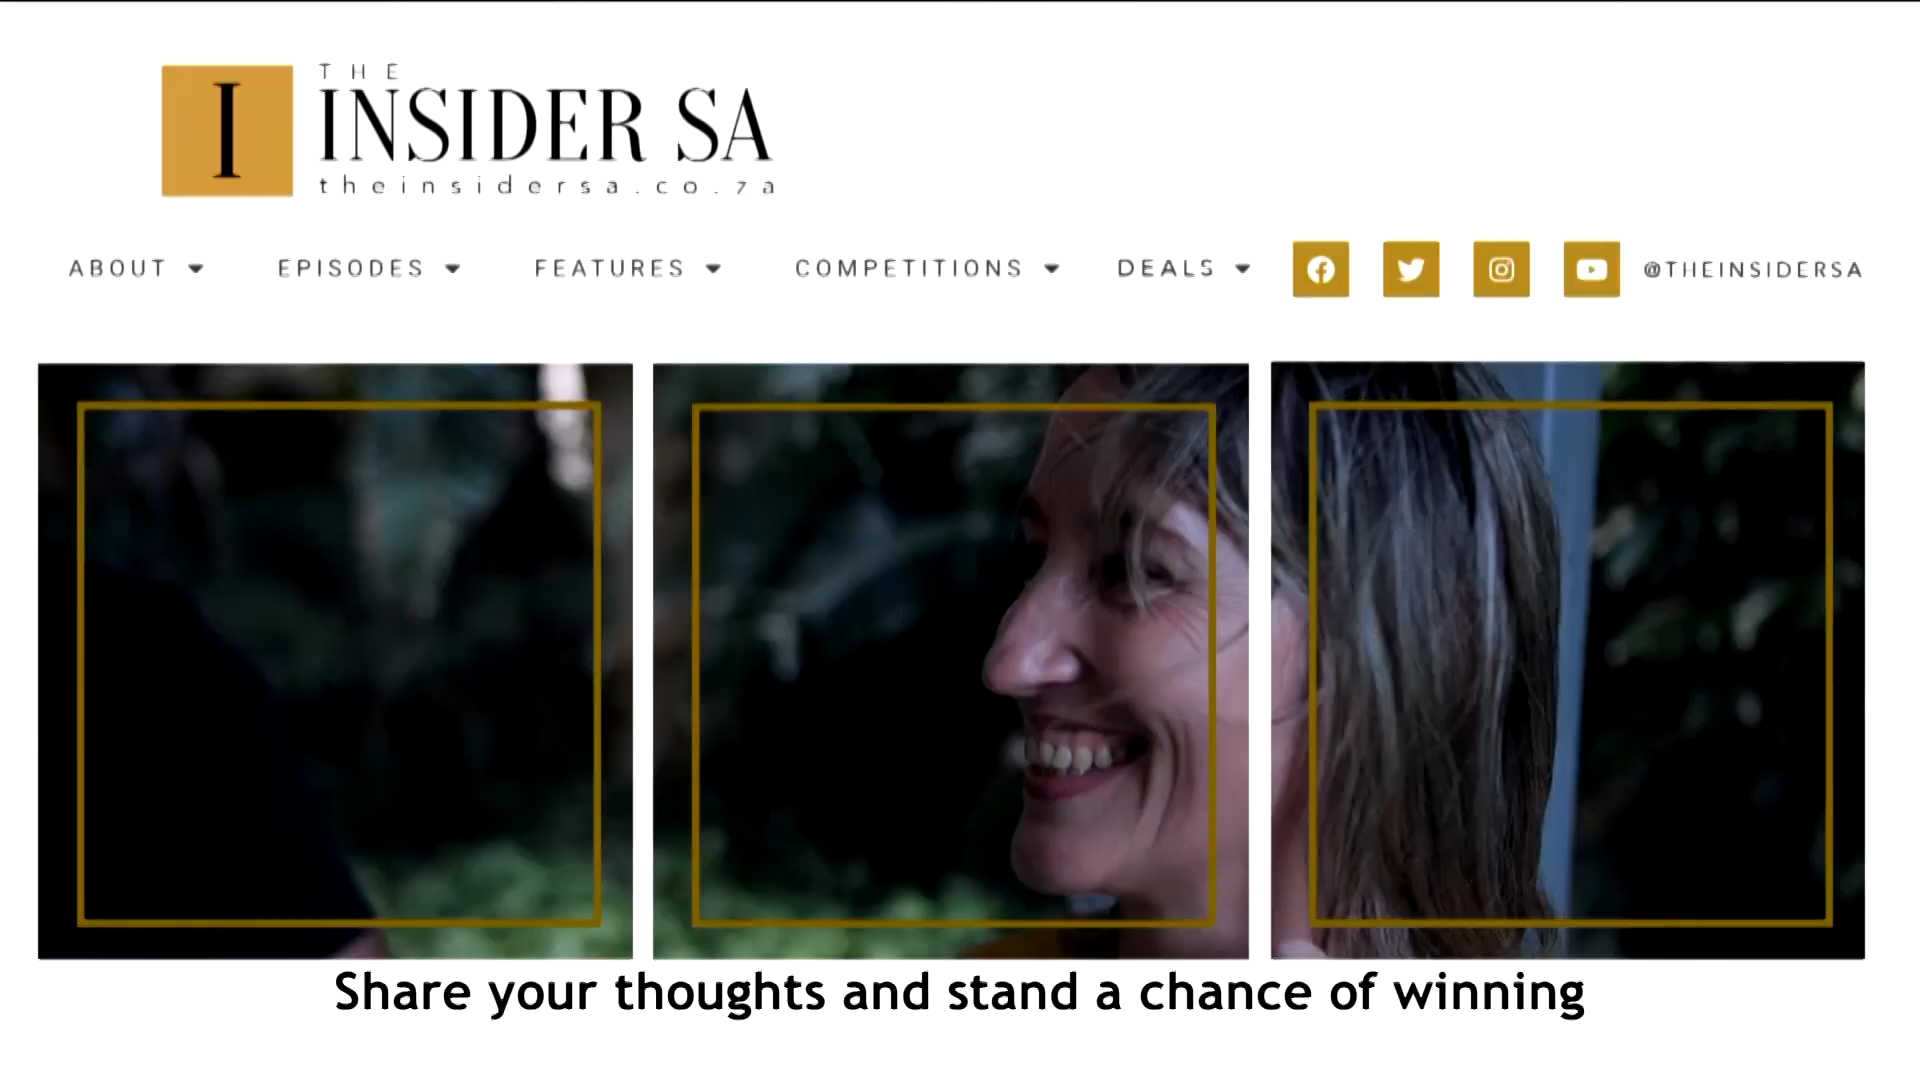 I
THE
INSIDER SA
theinsidersa.co.za
ABOUT
EPISODES
FEATURES
COMPETITIONS
DEALS
@THEINSIDERSA
Share your thoughts and stand a chance of winning